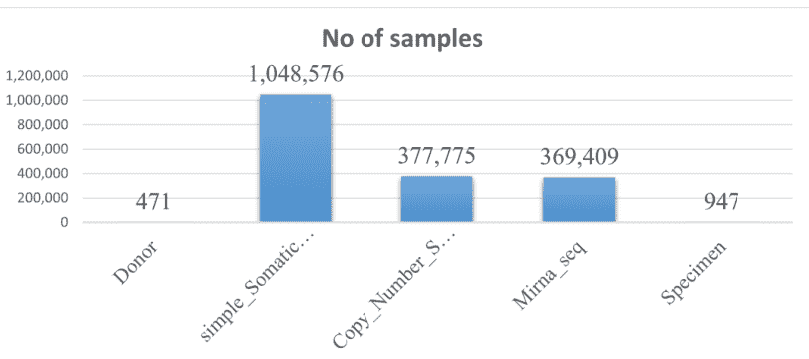 No of samples
1,200,000
1,000,000
800,000
600,000
400,000
200,000
0
471
1,048,576
377,775
369,409
947
Donor
simple_Somatic...
Copy_Number_S...
Mirna_seq
Specimen